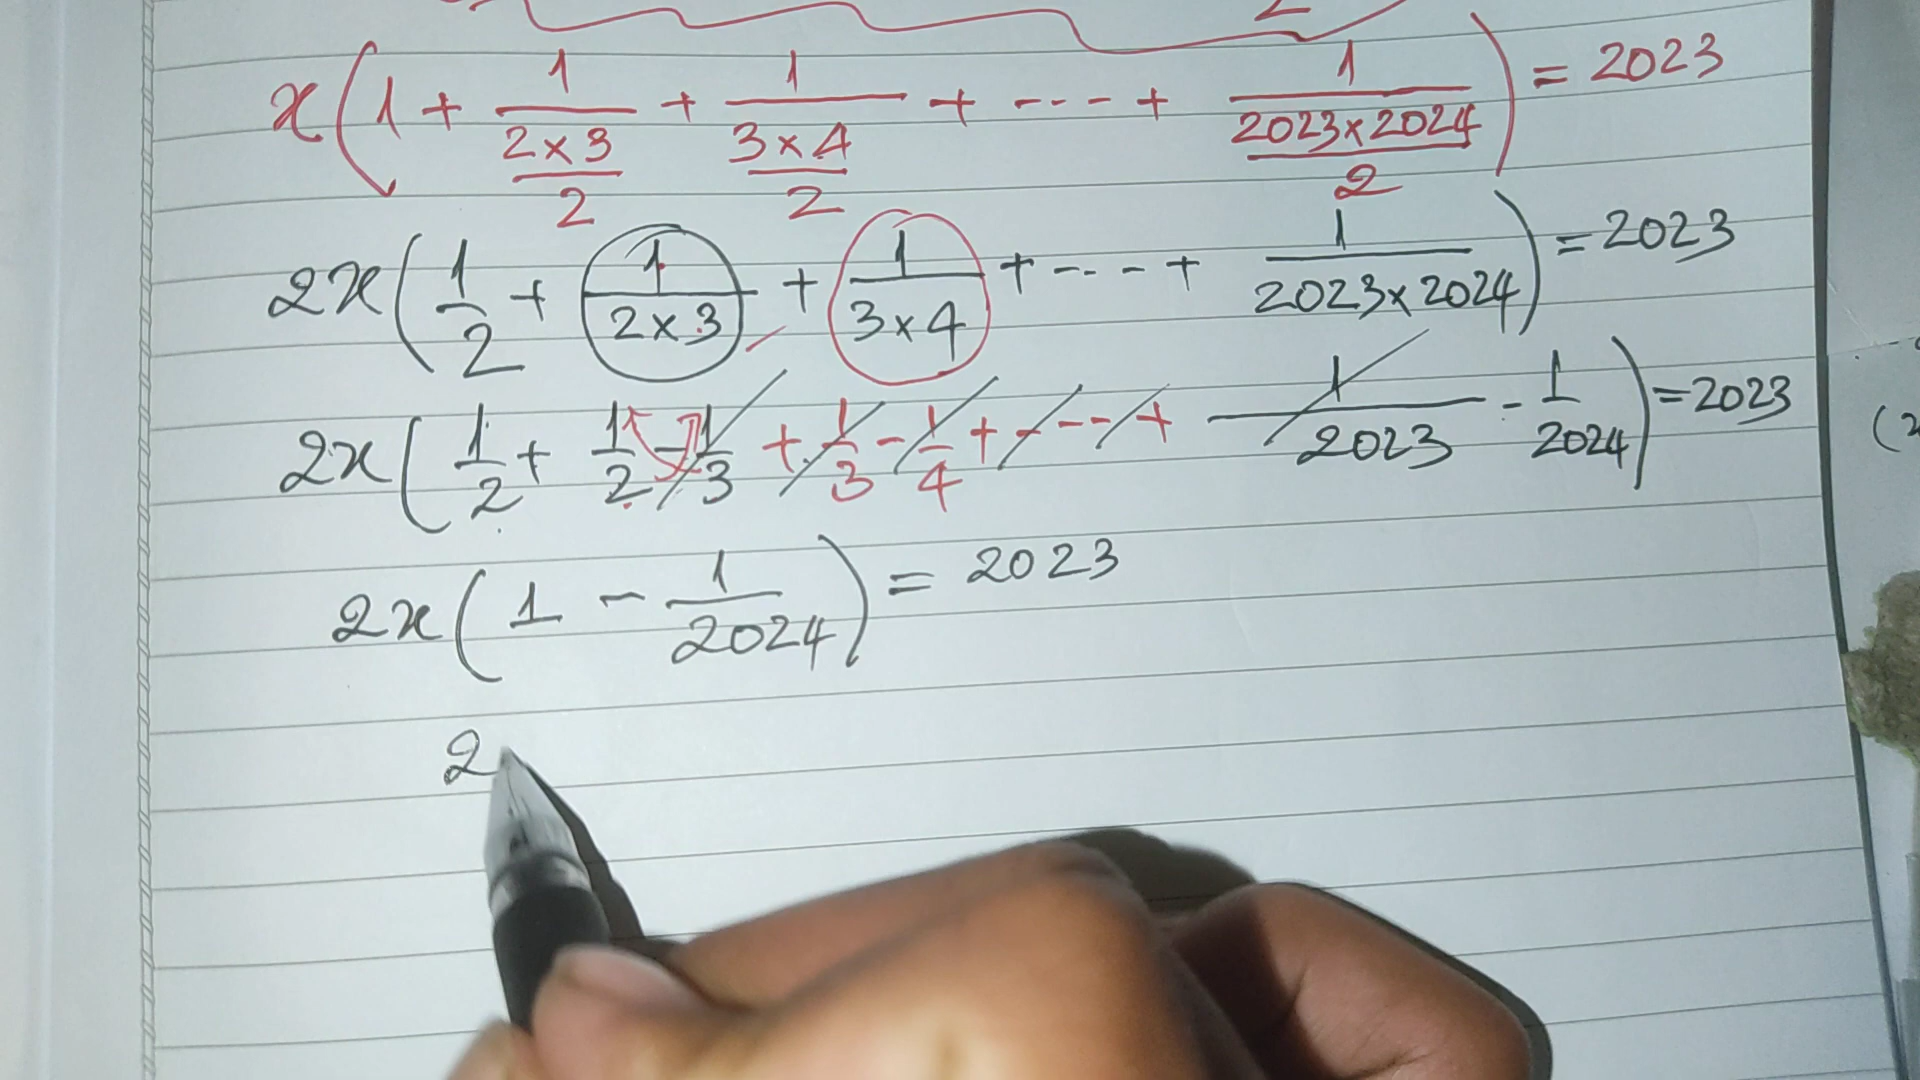 x(1 + 1/((2×3)/2) + 1/((3×4)/2) + ---- + 1/((2023×2024)/2)) = 2023
2x(1/2 + 1/(2×3) + 1/(3×4) + ---- + 1/(2023×2024)) = 2023
2x(1/2 + 1/2 - 1/3 + 1/3 - 1/4 + ---- + 1/2023 - 1/2024) = 2023
2x(1 - 1/2024) = 2023
2